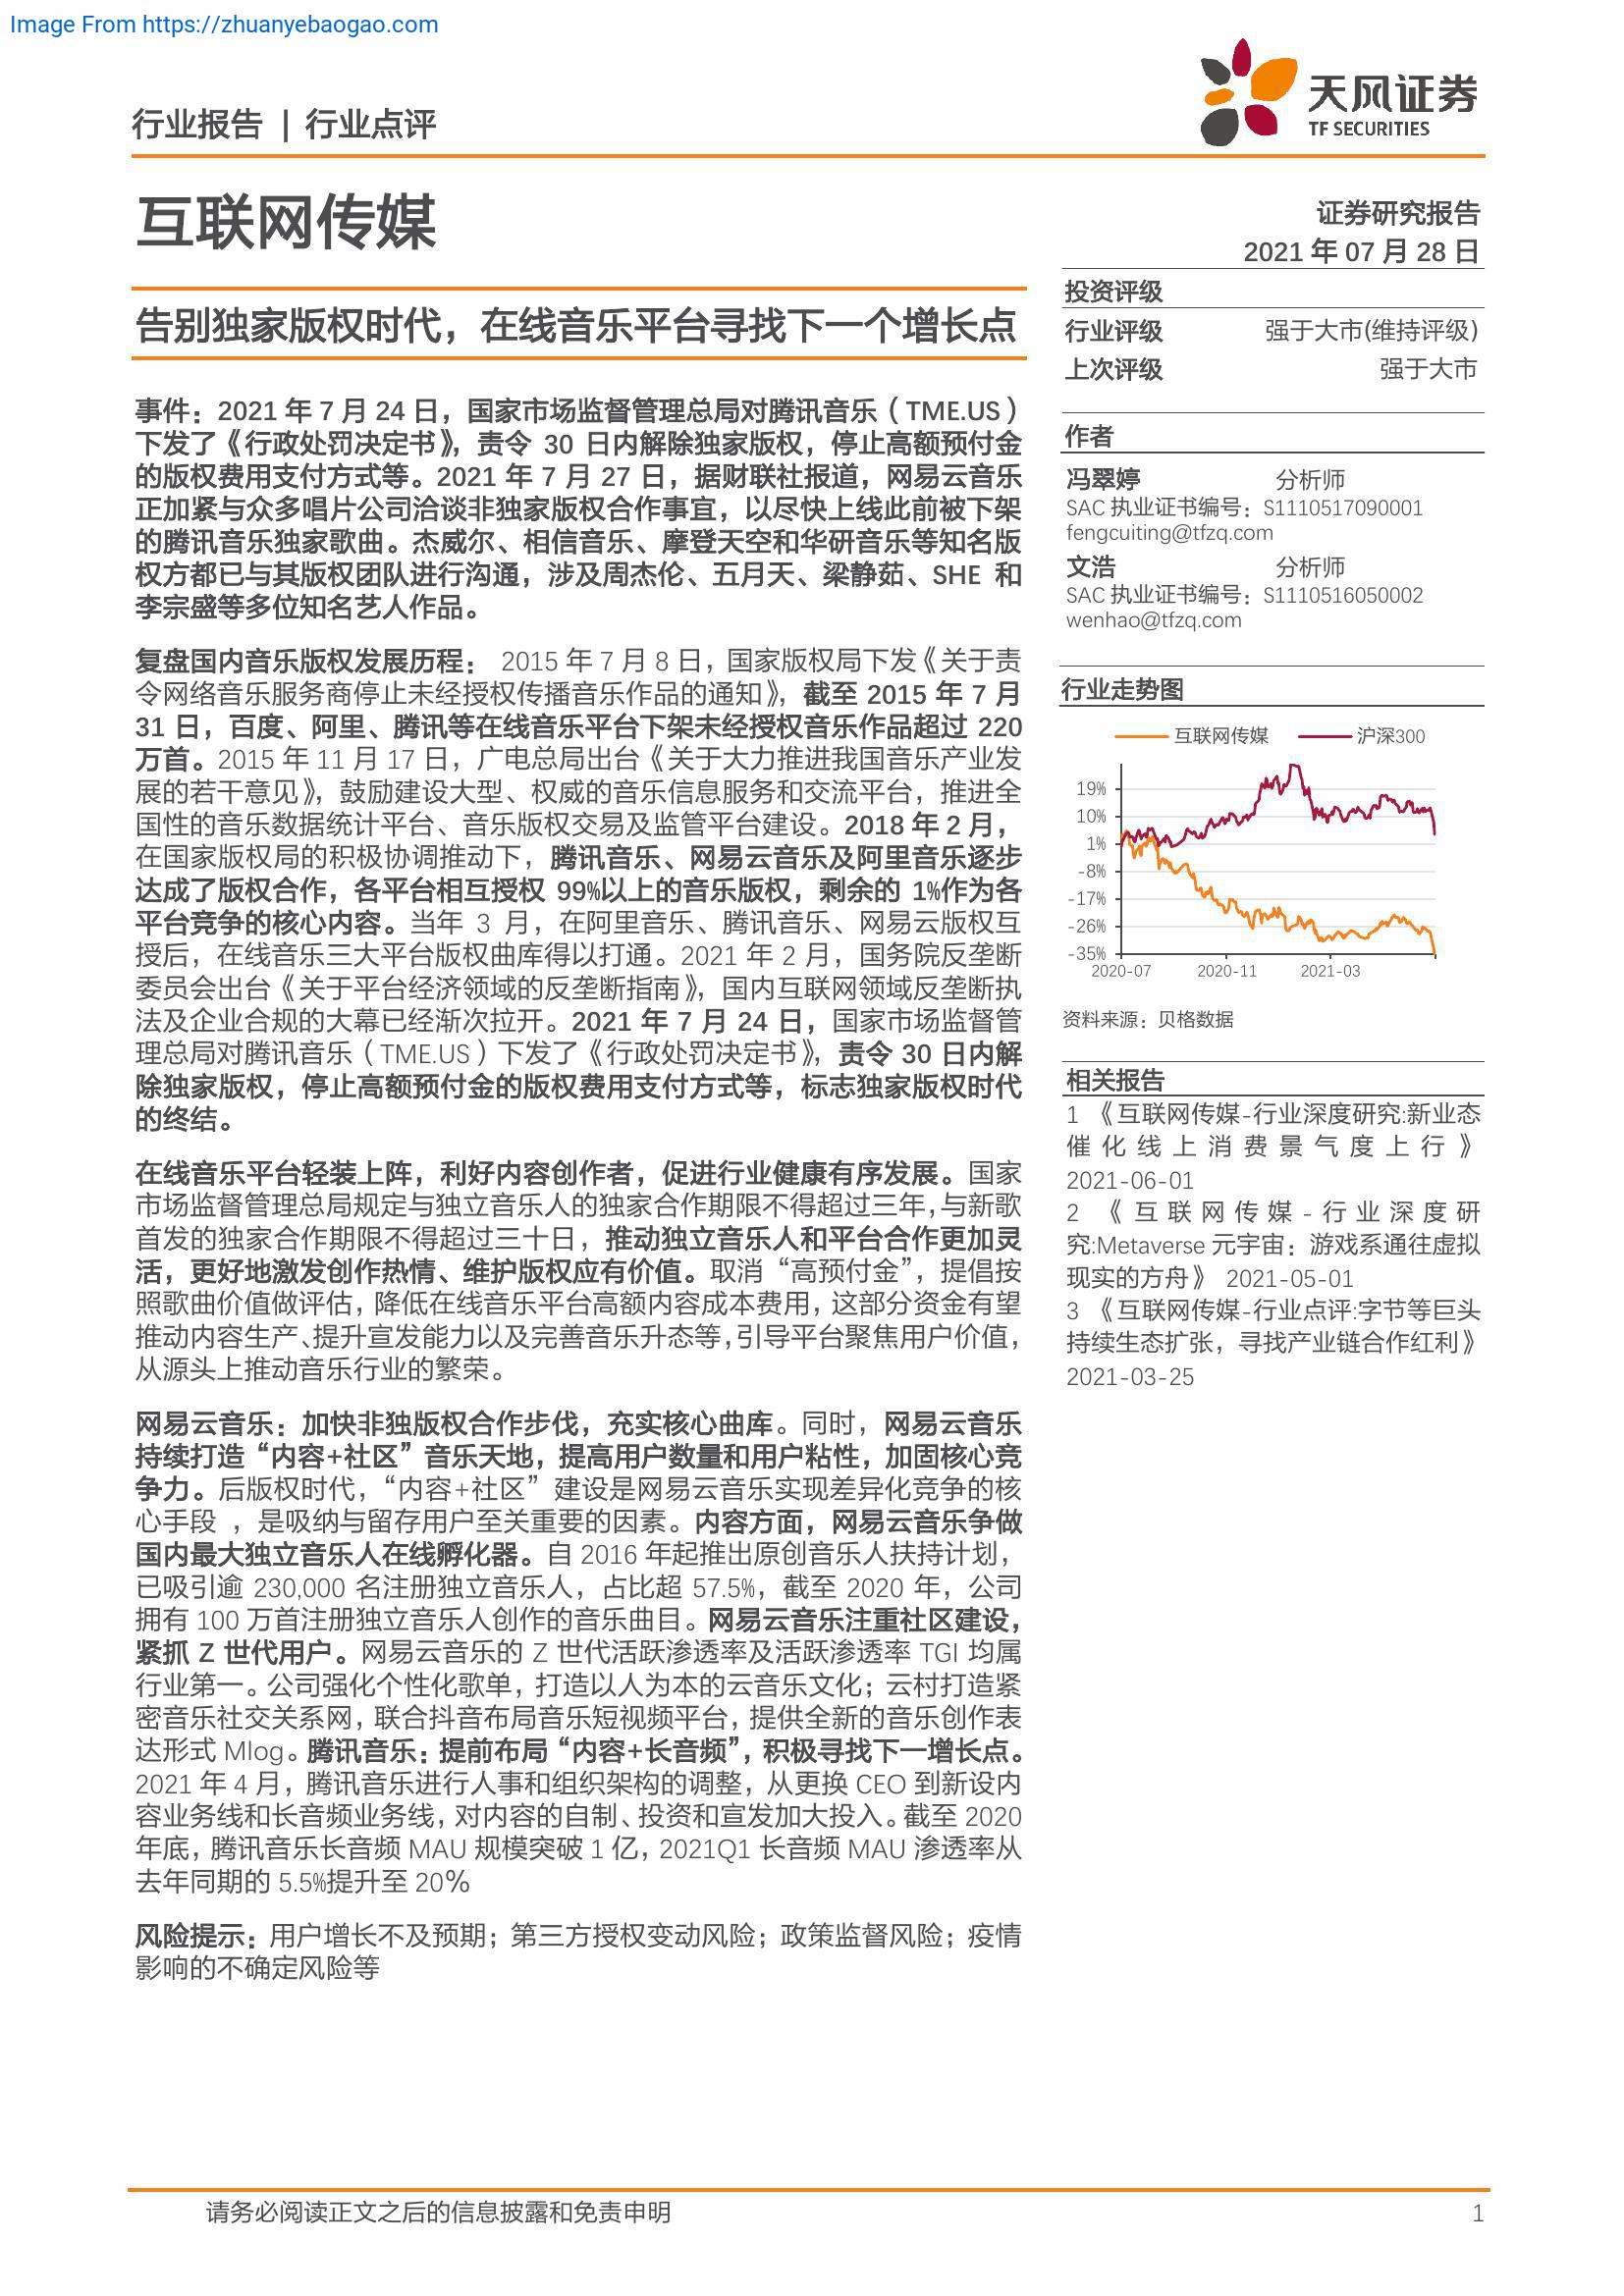 Image From https://zhuanyebaogao.com
行业报告 | 行业点评
天风证券
TF SECURITIES
互联网传媒
证券研究报告
2021 年 07 月 28 日
告别独家版权时代，在线音乐平台寻找下一个增长点
事件：2021 年 7 月 24 日，国家市场监督管理总局对腾讯音乐（TME.US）
下发了《行政处罚决定书》，责令 30 日内解除独家版权，停止高额预付金
的版权费用支付方式等。2021 年 7 月 27 日，据财联社报道，网易云音乐
正加紧与众多唱片公司洽谈非独家版权合作事宜，以尽快上线此前被下架
的腾讯音乐独家歌曲。杰威尔、相信音乐、摩登天空和华研音乐等知名版
权方都已与其版权团队进行沟通，涉及周杰伦、五月天、梁静茹、SHE 和
李宗盛等多位知名艺人作品。
复盘国内音乐版权发展历程： 2015 年 7 月 8 日，国家版权局下发《关于责
令网络音乐服务商停止未经授权传播音乐作品的通知》，截至 2015 年 7 月
31 日，百度、阿里、腾讯等在线音乐平台下架未经授权音乐作品超过 220
万首。2015 年 11 月 17 日，广电总局出台《关于大力推进我国音乐产业发
展的若干意见》，鼓励建设大型、权威的音乐信息服务和交流平台，推进全
国性的音乐数据统计平台、音乐版权交易及监管平台建设。2018 年 2 月，
在国家版权局的积极协调推动下，腾讯音乐、网易云音乐及阿里音乐逐步
达成了版权合作，各平台相互授权 99%以上的音乐版权，剩余的 1%作为各
平台竞争的核心内容。当年 3 月，在阿里音乐、腾讯音乐、网易云版权互
授后，在线音乐三大平台版权曲库得以打通。2021 年 2 月，国务院反垄断
委员会出台《关于平台经济领域的反垄断指南》，国内互联网领域反垄断执
法及企业合规的大幕已经渐次拉开。2021 年 7 月 24 日，国家市场监督管
理总局对腾讯音乐（TME.US）下发了《行政处罚决定书》，责令 30 日内解
除独家版权，停止高额预付金的版权费用支付方式等，标志独家版权时代
的终结。
在线音乐平台轻装上阵，利好内容创作者，促进行业健康有序发展。国家
市场监督管理总局规定与独立音乐人的独家合作期限不得超过三年，与新歌
首发的独家合作期限不得超过三十日，推动独立音乐人和平台合作更加灵
活，更好地激发创作热情、维护版权应有价值。取消“高预付金”，提倡按
照歌曲价值做评估，降低在线音乐平台高额内容成本费用，这部分资金有望
推动内容生产、提升宣发能力以及完善音乐升态等，引导平台聚焦用户价值，
从源头上推动音乐行业的繁荣。
网易云音乐：加快非独版权合作步伐，充实核心曲库。同时，网易云音乐
持续打造“内容+社区”音乐天地，提高用户数量和用户粘性，加固核心竞
争力。后版权时代，“内容+社区”建设是网易云音乐实现差异化竞争的核
心手段 ，是吸纳与留存用户至关重要的因素。内容方面，网易云音乐争做
国内最大独立音乐人在线孵化器。自 2016 年起推出原创音乐人扶持计划，
已吸引逾 230,000 名注册独立音乐人，占比超 57.5%，截至 2020 年，公司
拥有 100 万首注册独立音乐人创作的音乐曲目。网易云音乐注重社区建设，
紧抓 Z 世代用户。网易云音乐的 Z 世代活跃渗透率及活跃渗透率 TGI 均属
行业第一。公司强化个性化歌单，打造以人为本的云音乐文化；云村打造紧
密音乐社交关系网，联合抖音布局音乐短视频平台，提供全新的音乐创作表
达形式 Mlog。腾讯音乐：提前布局“内容+长音频”，积极寻找下一增长点。
2021 年 4 月，腾讯音乐进行人事和组织架构的调整，从更换 CEO 到新设内
容业务线和长音频业务线，对内容的自制、投资和宣发加大投入。截至 2020
年底，腾讯音乐长音频 MAU 规模突破 1 亿，2021Q1 长音频 MAU 渗透率从
去年同期的 5.5%提升至 20%
风险提示：用户增长不及预期；第三方授权变动风险；政策监督风险；疫情
影响的不确定风险等
投资评级
行业评级 强于大市(维持评级)
上次评级 强于大市
作者
冯翠婷 分析师
SAC 执业证书编号：S1110517090001
fengcuiting@tfzq.com
文浩 分析师
SAC 执业证书编号：S1110516050002
wenhao@tfzq.com
行业走势图
互联网传媒 沪深300
19%
10%
1%
-8%
-17%
-26%
-35%
2020-07 2020-11 2021-03
资料来源：贝格数据
相关报告
1 《互联网传媒-行业深度研究:新业态
催化线上消费景气度上行》
2021-06-01
2 《互联网传媒-行业深度研
究:Metaverse 元宇宙：游戏系通往虚拟
现实的方舟》 2021-05-01
3 《互联网传媒-行业点评:字节等巨头
持续生态扩张，寻找产业链合作红利》
2021-03-25
请务必阅读正文之后的信息披露和免责申明 1